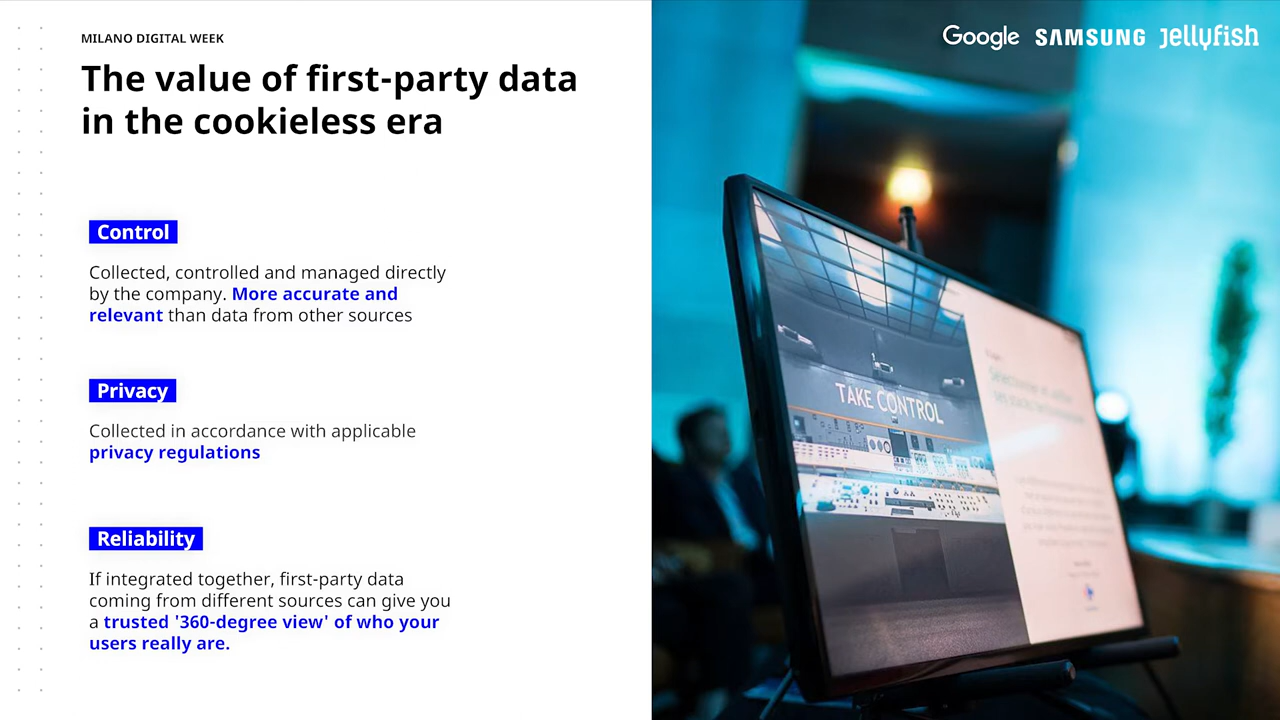 MILANO DIGITAL WEEK
The value of first-party data
in the cookieless era
Control
Collected, controlled and managed directly
by the company. More accurate and
relevant than data from other sources
Privacy
Collected in accordance with applicable
privacy regulations
Reliability
If integrated together, first-party data
coming from different sources can give you
a trusted '360-degree view' of who your
users really are.
Google SAMSUNG Jellyfish
TAKE CONTROL